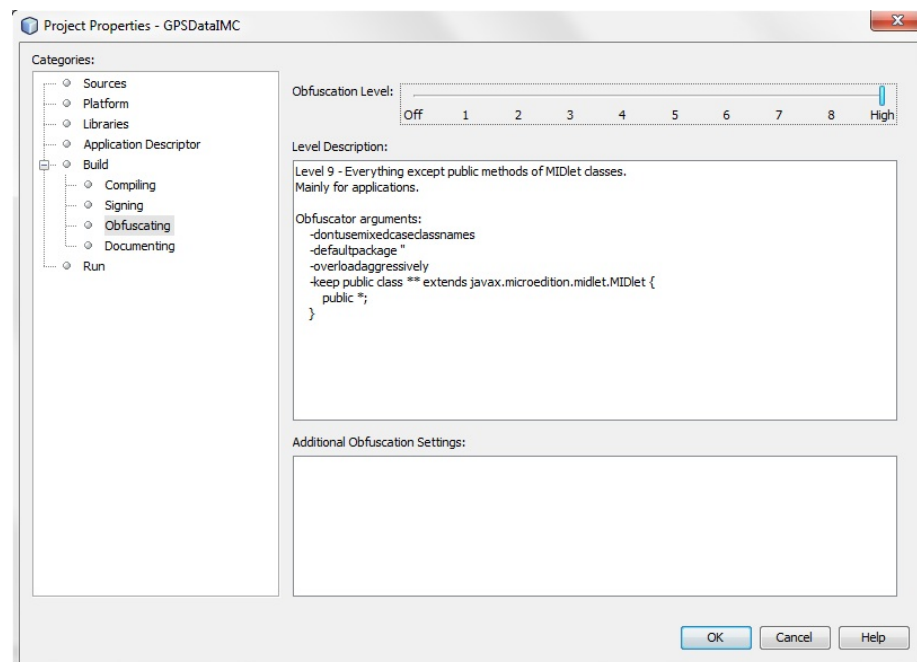 Project Properties - GPSDataIMC
Categories:
Sources
Platform
Libraries
Application Descriptor
Build
Compiling
Signing
Obfuscating
Documenting
Run
Obfuscation Level:
Off 1 2 3 4 5 6 7 8 High
Level Description:
Level 9 - Everything except public methods of MIDlet classes.
Mainly for applications.
Obfuscator arguments:
-dontusemixedcaseclassnames
-defaultpackage ''
-overloadaggressively
-keep public class ** extends javax.microedition.midlet.MIDlet {
public *;
}
Additional Obfuscation Settings:
OK Cancel Help